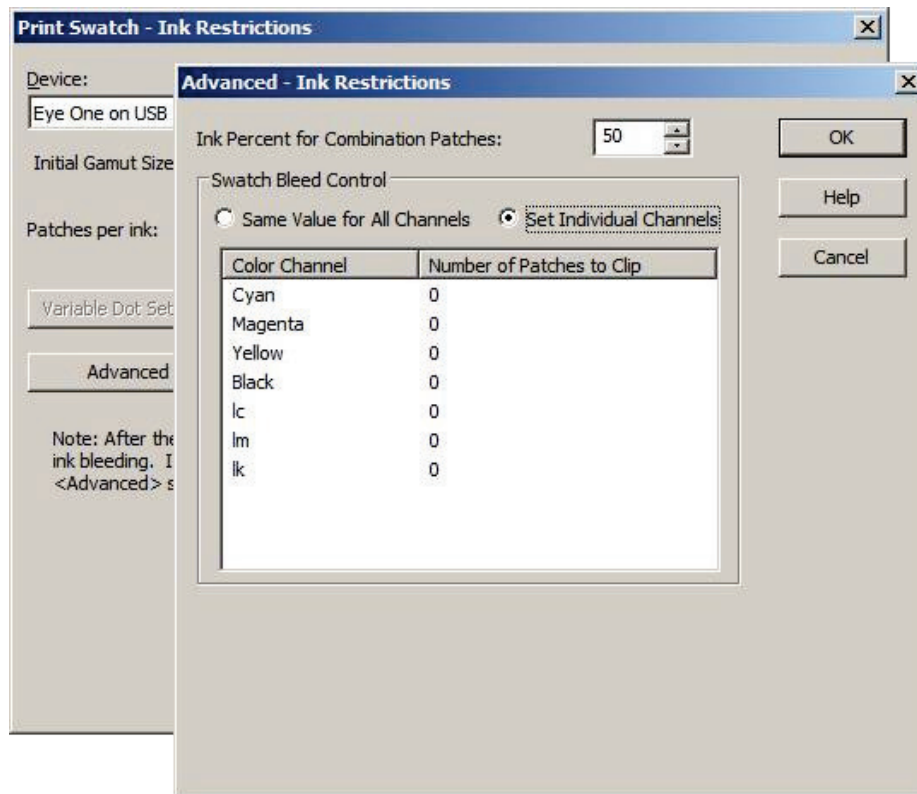 Print Swatch - Ink Restrictions
Device:
Eye One on USB
Initial Gamut Size
Patches per ink:
Variable Dot Set
Advanced
Note: After the
ink bleeding. I
<Advanced> s
Advanced - Ink Restrictions
Ink Percent for Combination Patches:
50
OK
Help
Cancel
Swatch Bleed Control
Same Value for All Channels
Set Individual Channels
Color Channel Number of Patches to Clip
Cyan 0
Magenta 0
Yellow 0
Black 0
lc 0
lm 0
lk 0